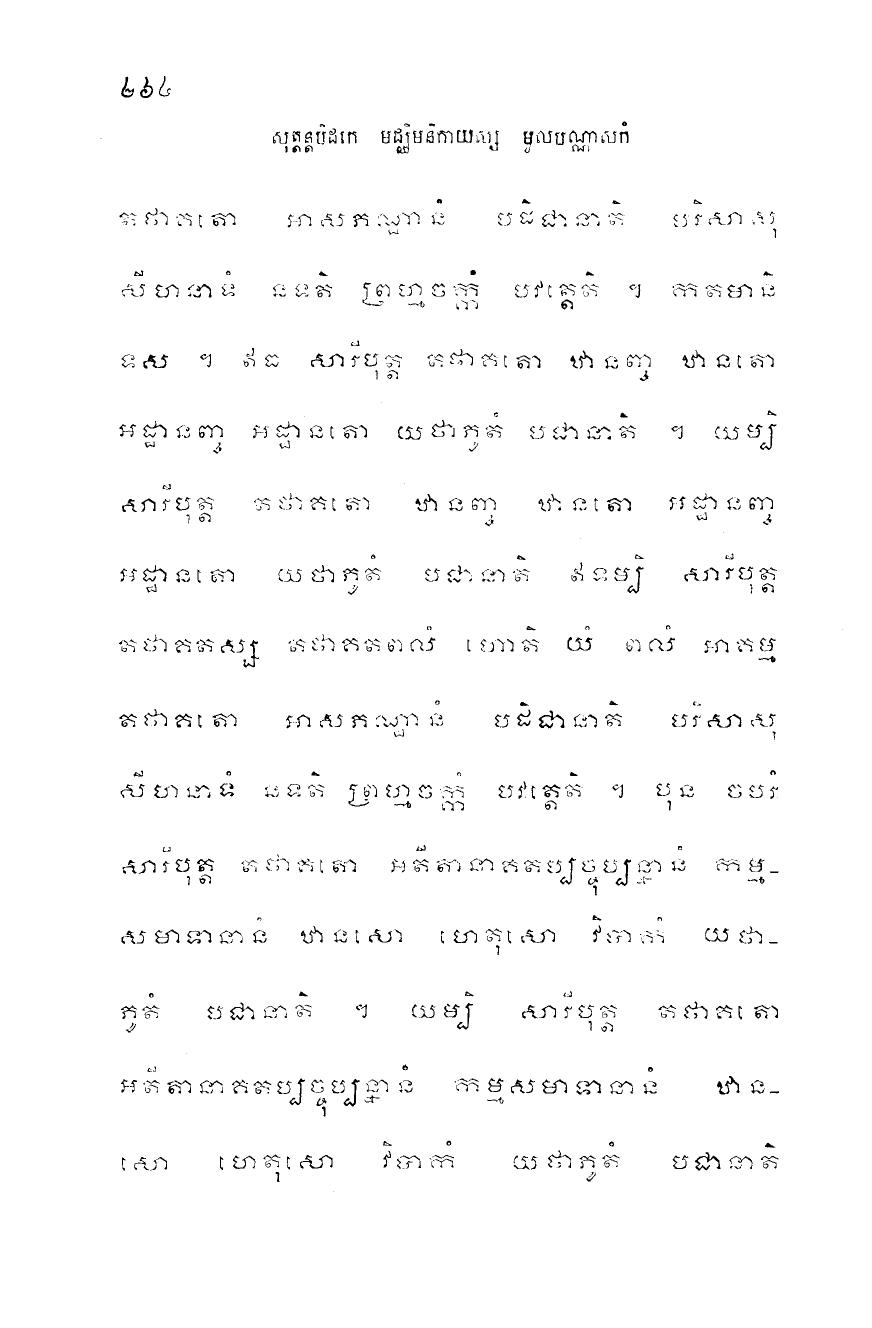 ២៦៤
សុត្តន្តបិដកេ មជ្ឈិមនិកាយស្ស មូលបណ្ណាសកំ
តថាគតោ អាសភណ្ឋានំ បដិជានាតិ បរិសាសុ
សីហនាទំ នទតិ ព្រហ្មចក្កំ បវត្តេតិ ។ កតមានិ
ទស ។ ឥធ សារីបុត្ត តថាគតោ ឋានញ្ច ឋានតោ
អដ្ឋានញ្ច អដ្ឋានតោ យថាភូតំ បជានាតិ ។ យម្បិ
សារីបុត្ត តថាគតោ ឋានញ្ច ឋានតោ អដ្ឋានញ្ច
អដ្ឋានតោ យថាភូតំ បជានាតិ ឥទម្បិ សារីបុត្ត
តថាគតស្ស តថាគតពលំ ហោតិ យំ ពលំ អាគម្ម
តថាគតោ អាសភណ្ឋានំ បដិជានាតិ បរិសាសុ
សីហនាទំ នទតិ ព្រហ្មចក្កំ បវត្តេតិ ។ បុន ចបរំ
សារីបុត្ត តថាគតោ អតីតានាគតប្បច្ចុប្បន្នានំ កម្ម-
សមាទានានំ ឋានសោ ហេតុសោ វិបាកំ យថា-
ភូតំ បជានាតិ ។ យម្បិ សារីបុត្ត តថាគតោ
អតីតានាគតប្បច្ចុប្បន្នានំ កម្មសមាទានានំ ឋាន-
សោ ហេតុសោ វិបាកំ យថាភូតំ បជានាតិ